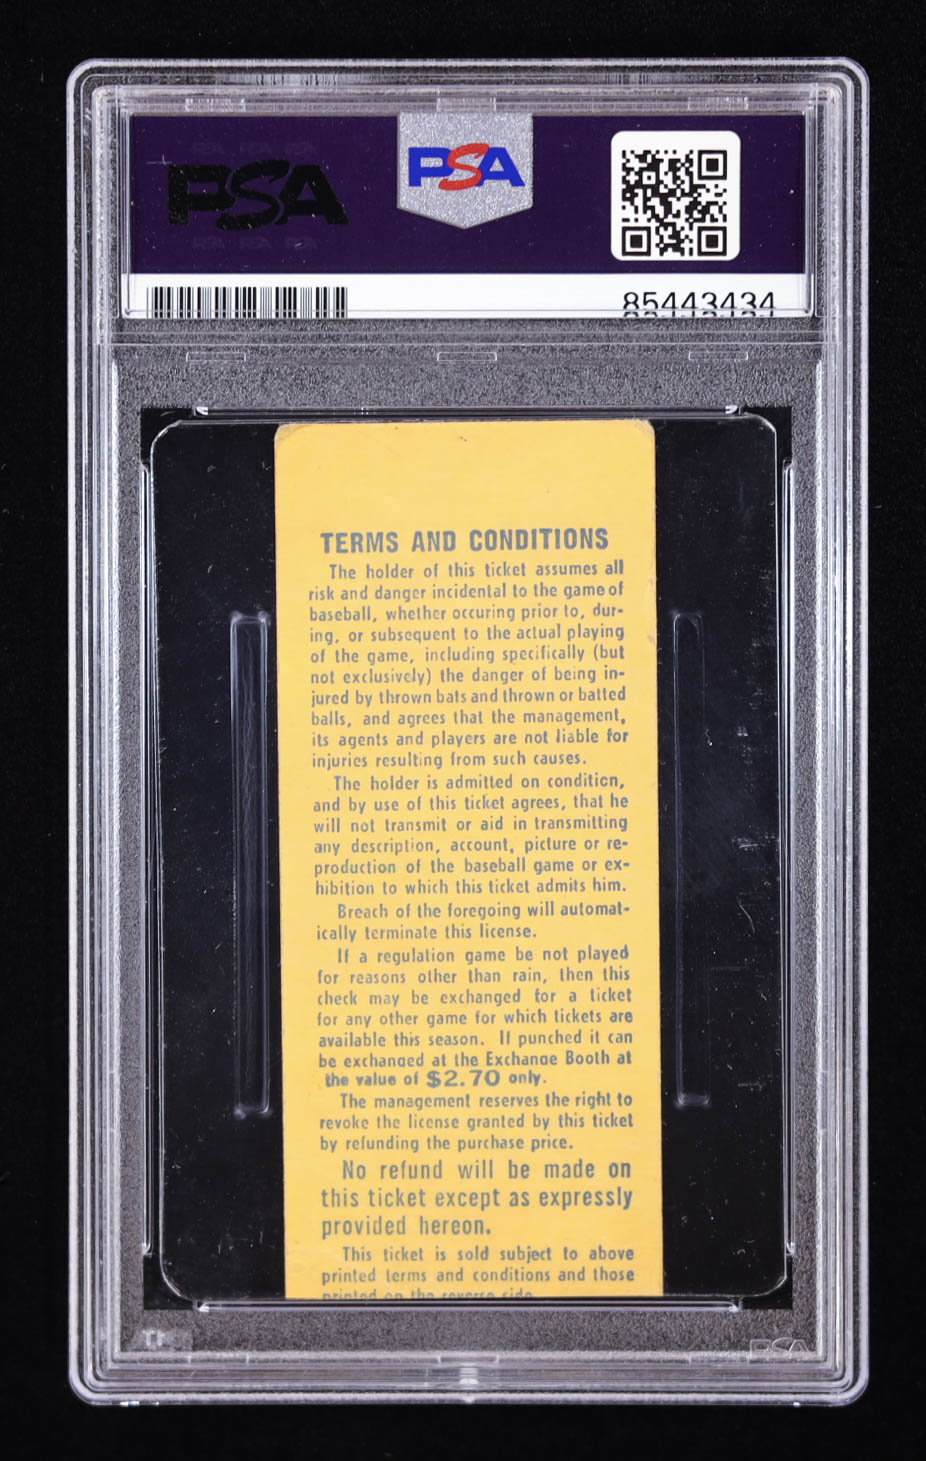 PSA
PSA
85443434
TERMS AND CONDITIONS
The holder of this ticket assumes all
risk and danger incidental to the game of
baseball, whether occuring prior to, dur-
ing, or subsequent to the actual playing
of the game, including specifically (but
not exclusively) the danger of being in-
jured by thrown bats and thrown or batted
balls, and agrees that the management,
its agents and players are not liable for
injuries resulting from such causes.
The holder is admitted on condition,
and by use of this ticket agrees, that he
will not transmit or aid in transmitting
any description, account, picture or re-
production of the baseball game or ex-
hibition to which this ticket admits him.
Breach of the foregoing will automat-
ically terminate this license.
If a regulation game be not played
for reasons other than rain, then this
check may be exchanged for a ticket
for any other game for which tickets are
available this season. If punched it can
be exchanged at the Exchange Booth at
the value of $2.70 only.
The management reserves the right to
revoke the license granted by this ticket
by refunding the purchase price.
No refund will be made on
this ticket except as expressly
provided hereon.
This ticket is sold subject to above
printed terms and conditions and those
printed on the reverse side.
PSA